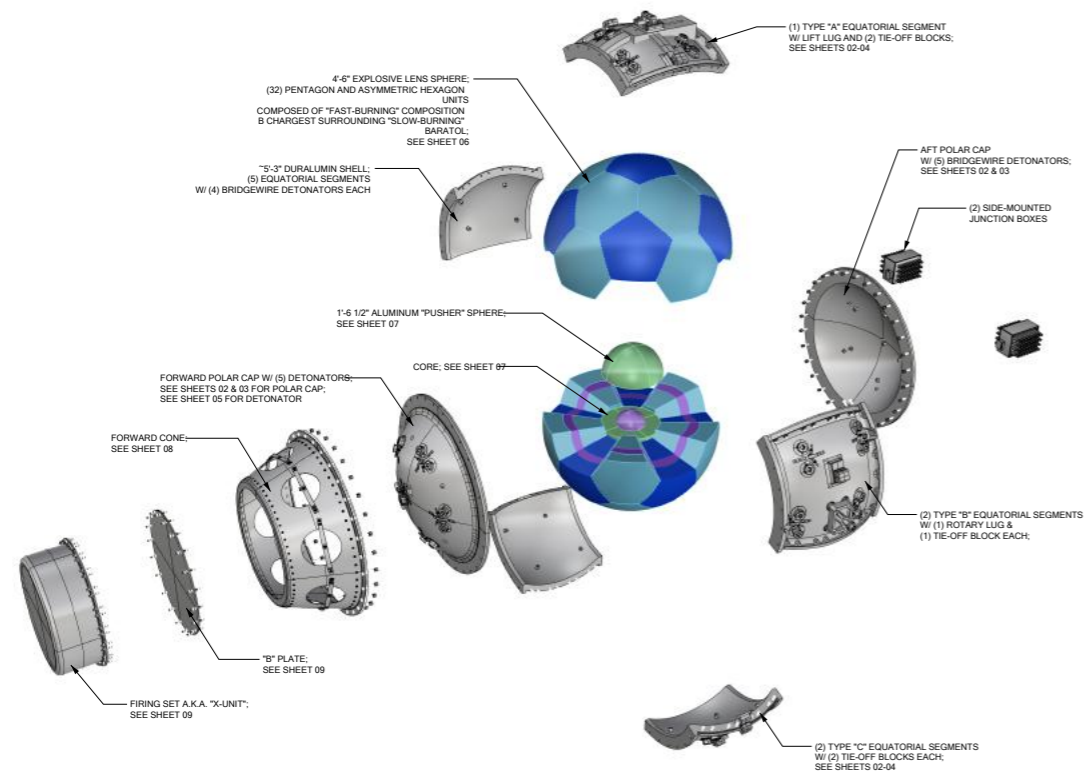 (1) TYPE "A" EQUATORIAL SEGMENT
W/ LIFT LUG AND (2) TIE-OFF BLOCKS;
SEE SHEETS 02-04
4'-6" EXPLOSIVE LENS SPHERE;
(32) PENTAGON AND ASYMMETRIC HEXAGON
UNITS
COMPOSED OF "FAST-BURNING" COMPOSITION
B CHARGEST SURROUNDING "SLOW-BURNING"
BARATOL;
SEE SHEET 06
~5'-3" DURALUMIN SHELL;
(5) EQUATORIAL SEGMENTS
W/ (4) BRIDGEWIRE DETONATORS EACH
AFT POLAR CAP
W/ (5) BRIDGEWIRE DETONATORS;
SEE SHEETS 02 & 03
(2) SIDE-MOUNTED
JUNCTION BOXES
1'-6 1/2" ALUMINUM "PUSHER" SPHERE;
SEE SHEET 07
CORE; SEE SHEET 07
FORWARD POLAR CAP W/ (5) DETONATORS;
SEE SHEETS 02 & 03 FOR POLAR CAP;
SEE SHEET 05 FOR DETONATOR
FORWARD CONE;
SEE SHEET 08
(2) TYPE "B" EQUATORIAL SEGMENTS
W/ (1) ROTARY LUG &
(1) TIE-OFF BLOCK EACH;
"B" PLATE;
SEE SHEET 09
FIRING SET A.K.A. "X-UNIT";
SEE SHEET 09
(2) TYPE "C" EQUATORIAL SEGMENTS
W/ (2) TIE-OFF BLOCKS EACH;
SEE SHEETS 02-04